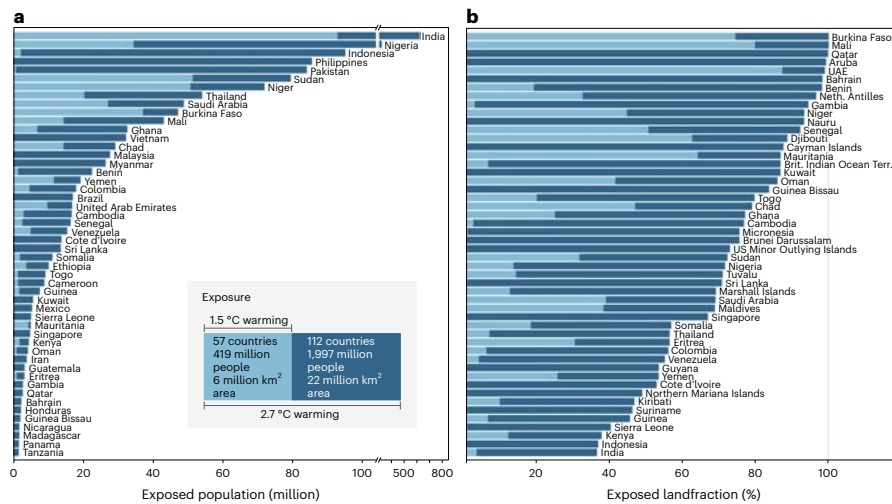 a
India
Nigeria
Indonesia
Philippines
Pakistan
Sudan
Niger
Thailand
Saudi Arabia
Burkina Faso
Mali
Ghana
Vietnam
Chad
Malaysia
Myanmar
Benin
Yemen
Colombia
Brazil
United Arab Emirates
Cambodia
Senegal
Venezuela
Cote d'Ivoire
Sri Lanka
Somalia
Ethiopia
Togo
Cameroon
Guinea
Kuwait
Mexico
Sierra Leone
Mauritania
Singapore
Kenya
Oman
Iran
Guatemala
Eritrea
Gambia
Qatar
Bahrain
Honduras
Guinea Bissau
Nicaragua
Madagascar
Panama
Tanzania
Exposure
1.5 °C warming
57 countries
419 million
people
6 million km²
area
112 countries
1,997 million
people
22 million km²
area
2.7 °C warming
0 20 40 60 80 100 500 800
Exposed population (million)
b
Burkina Faso
Mali
Qatar
Aruba
UAE
Bahrain
Benin
Neth. Antilles
Gambia
Niger
Nauru
Senegal
Djibouti
Cayman Islands
Mauritania
Brit. Indian Ocean Terr.
Kuwait
Oman
Guinea Bissau
Togo
Chad
Ghana
Cambodia
Micronesia
Brunei Darussalam
US Minor Outlying Islands
Sudan
Nigeria
Tuvalu
Sri Lanka
Marshall Islands
Saudi Arabia
Maldives
Singapore
Somalia
Thailand
Eritrea
Colombia
Venezuela
Guyana
Yemen
Cote d'Ivoire
Northern Mariana Islands
Kiribati
Suriname
Guinea
Sierra Leone
Kenya
Indonesia
India
20 40 60 80 100
Exposed landfraction (%)